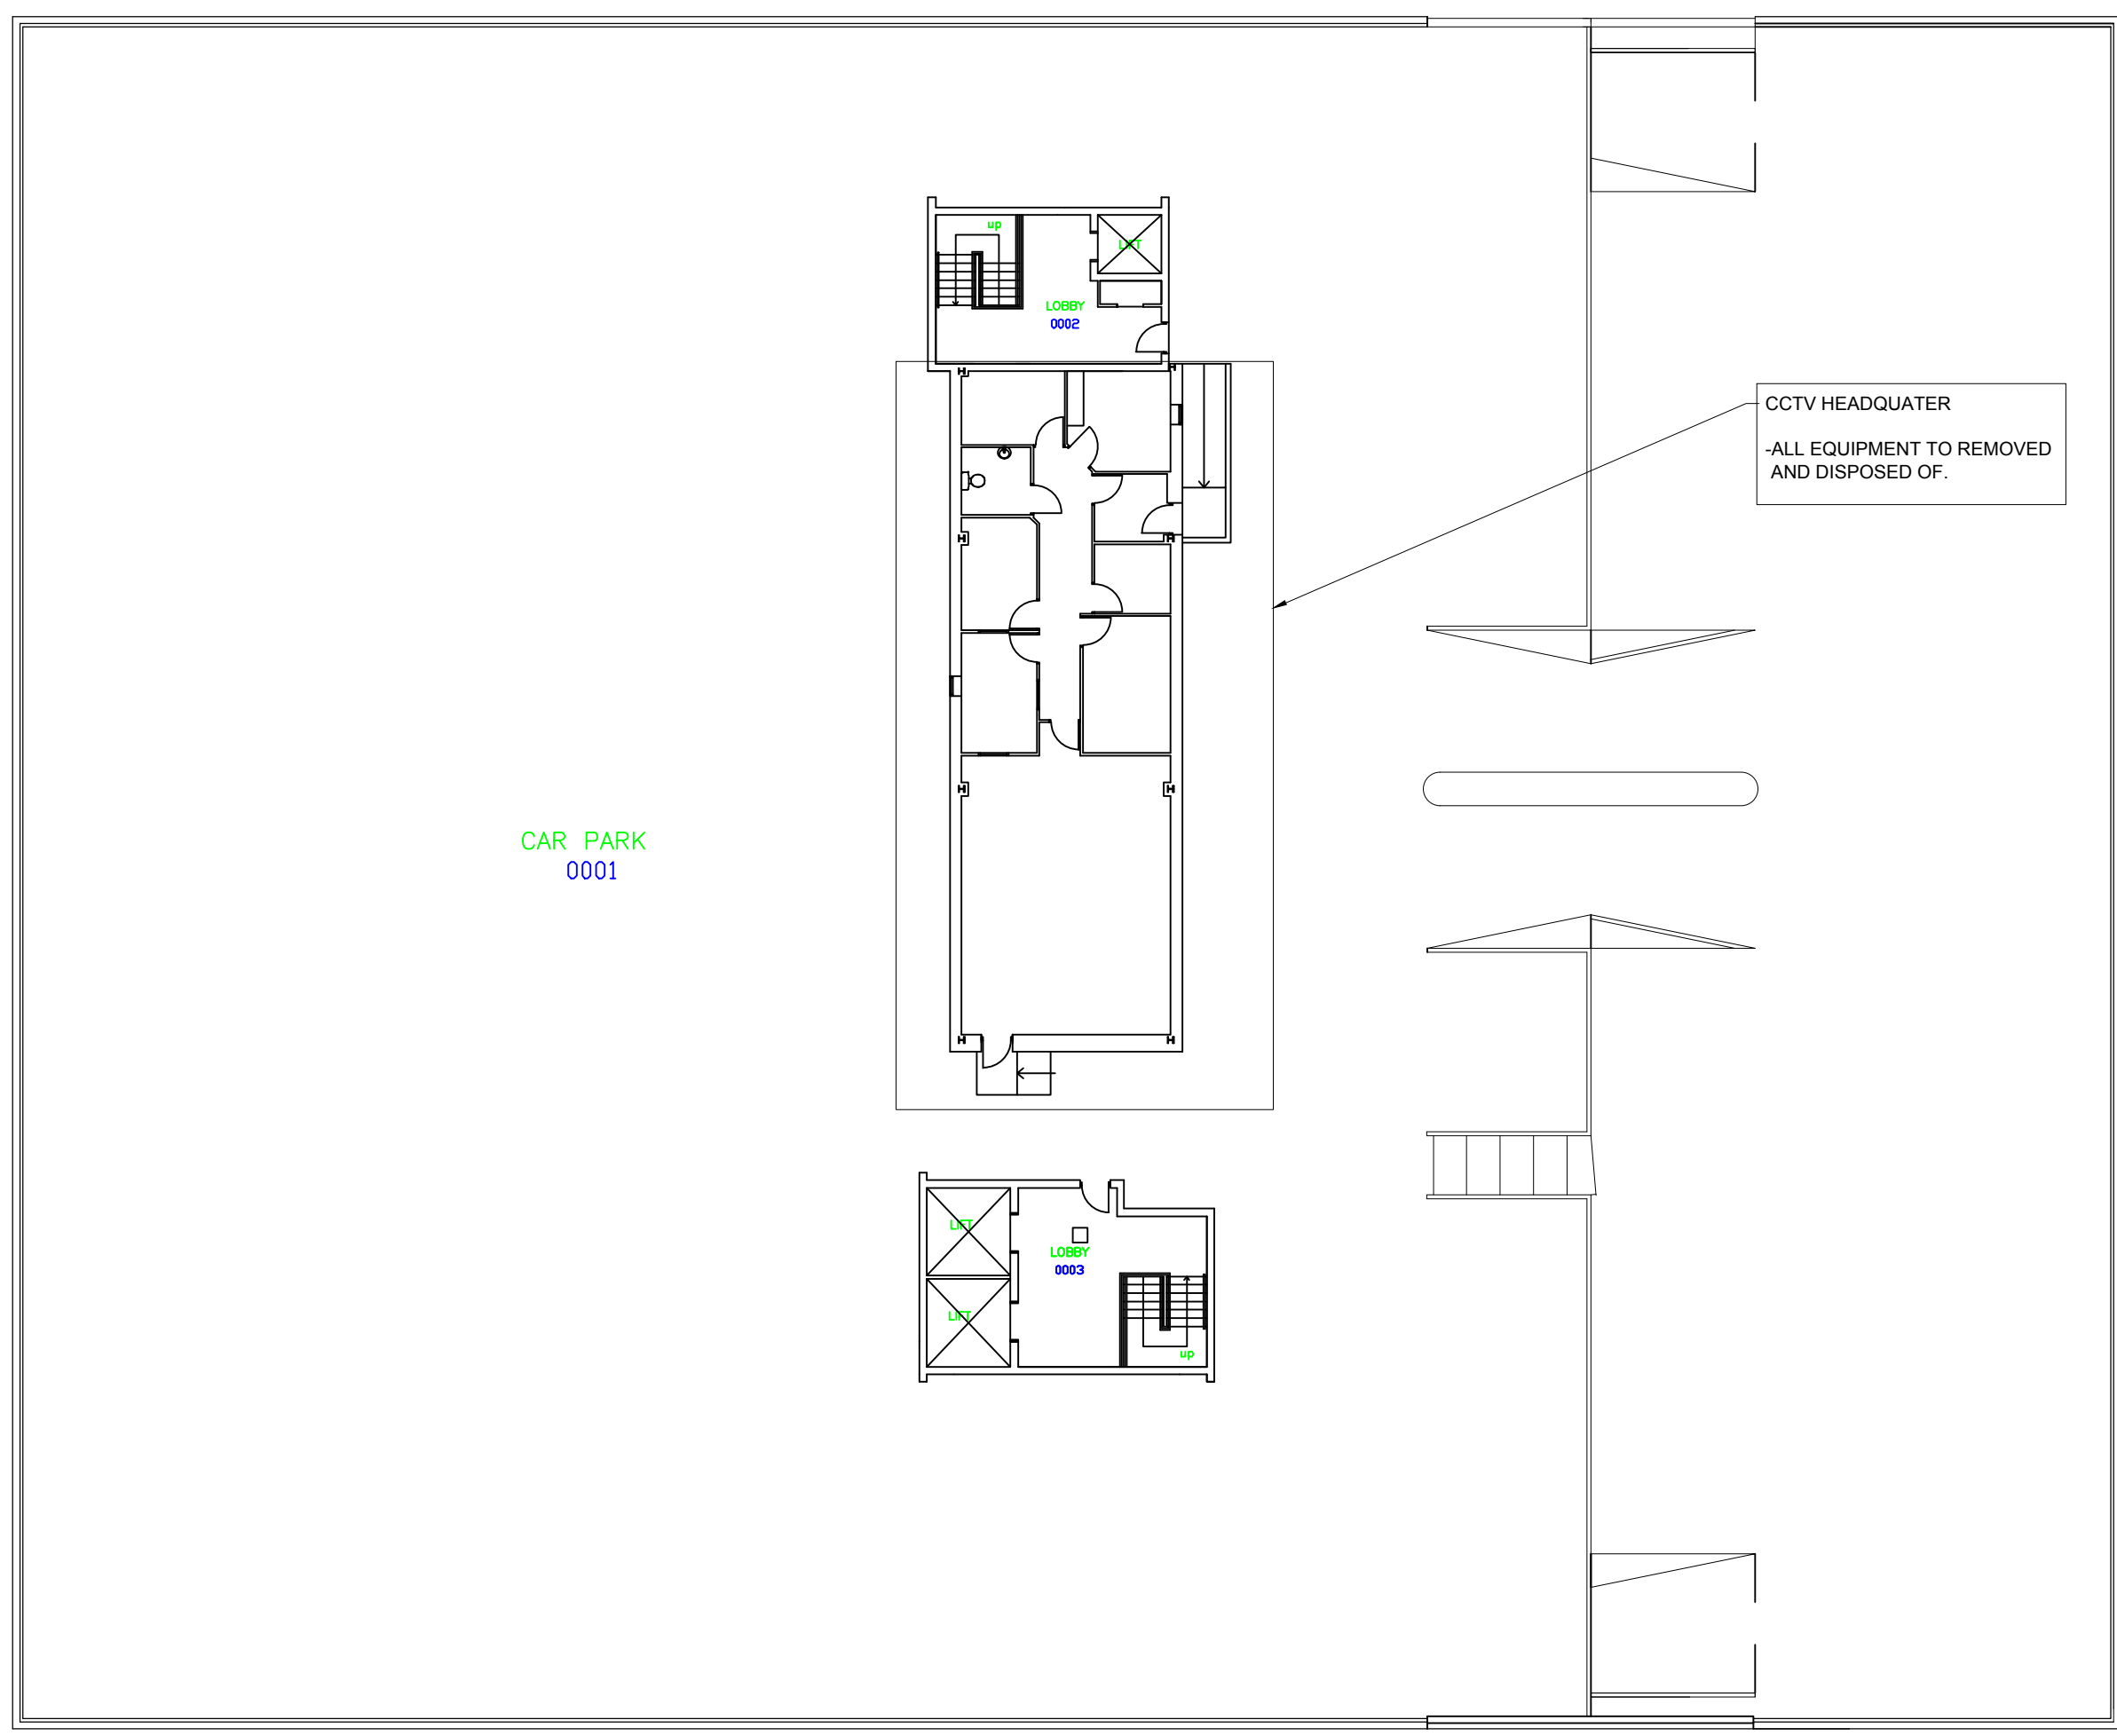 up
LIFT
LOBBY
0002
CCTV HEADQUATER
-ALL EQUIPMENT TO REMOVED
AND DISPOSED OF.
CAR PARK
0001
LIFT
LOBBY
0003
LIFT
up